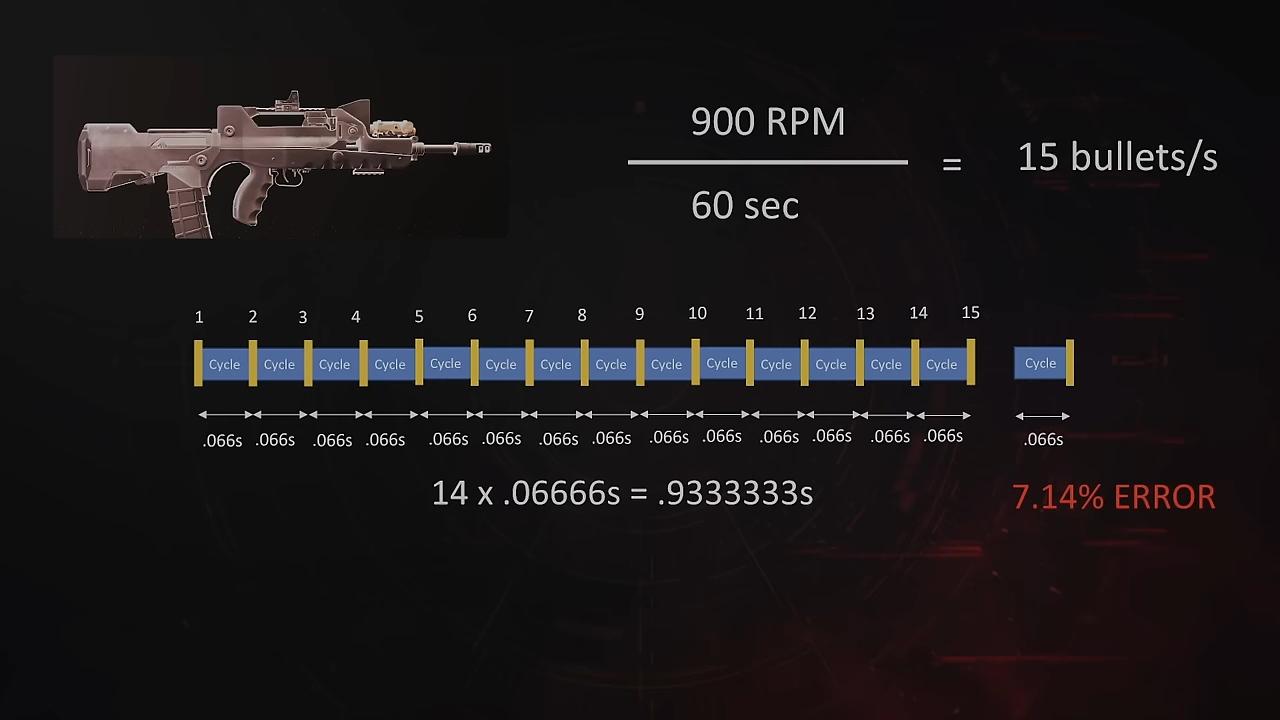 900 RPM
60 sec
= 15 bullets/s
1 2 3 4 5 6 7 8 9 10 11 12 13 14 15
Cycle Cycle Cycle Cycle Cycle Cycle Cycle Cycle Cycle Cycle Cycle Cycle Cycle Cycle Cycle
.066s .066s .066s .066s .066s .066s .066s .066s .066s .066s .066s .066s .066s .066s .066s
14 x .06666s = .9333333s
7.14% ERROR